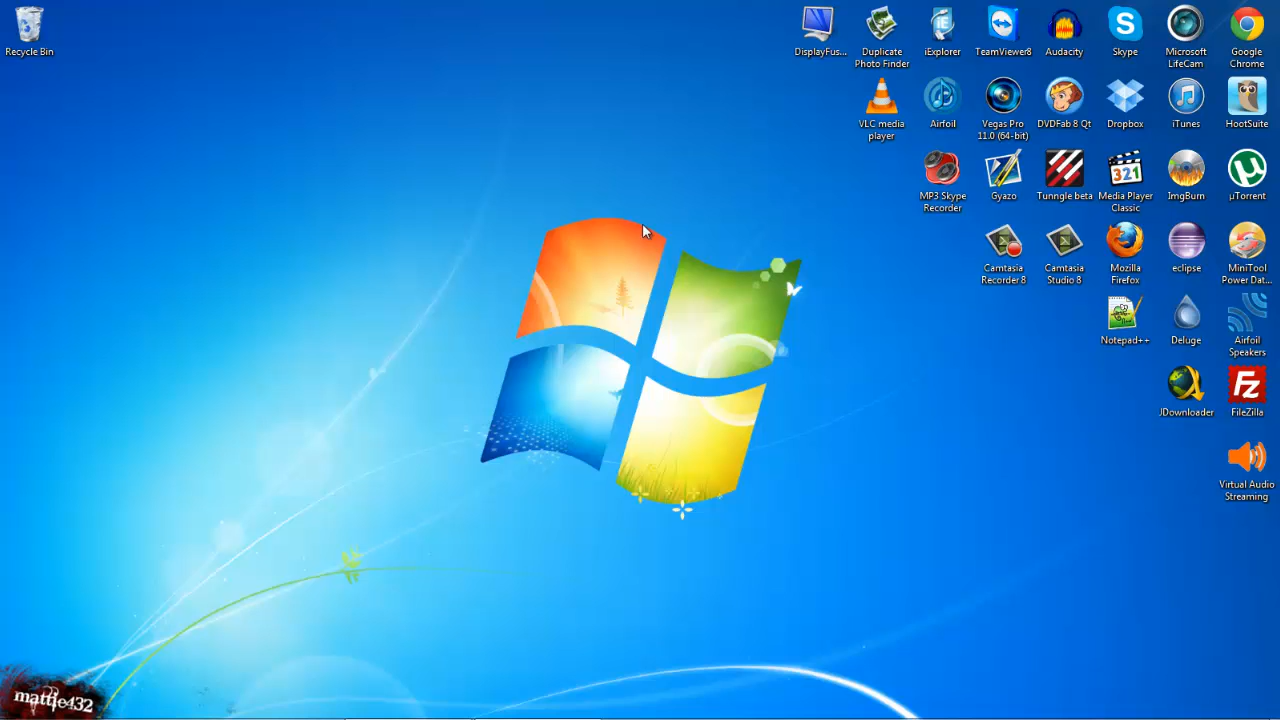 Recycle Bin
DisplayFus...
Duplicate
Photo Finder
iExplorer
TeamViewer8
Audacity
Skype
Microsoft
LifeCam
Google
Chrome
VLC media
player
Airfoil
Vegas Pro
11.0 (64-bit)
DVDFab 8 Qt
Dropbox
iTunes
HootSuite
MP3 Skype
Recorder
Gyazo
Tunngle beta
321
Media Player
Classic
ImgBurn
µTorrent
Camtasia
Recorder 8
Camtasia
Studio 8
Mozilla
Firefox
eclipse
MiniTool
Power Dat...
Notepad++
Deluge
Airfoil
Speakers
JDownloader
FileZilla
Virtual Audio
Streaming
mattie432